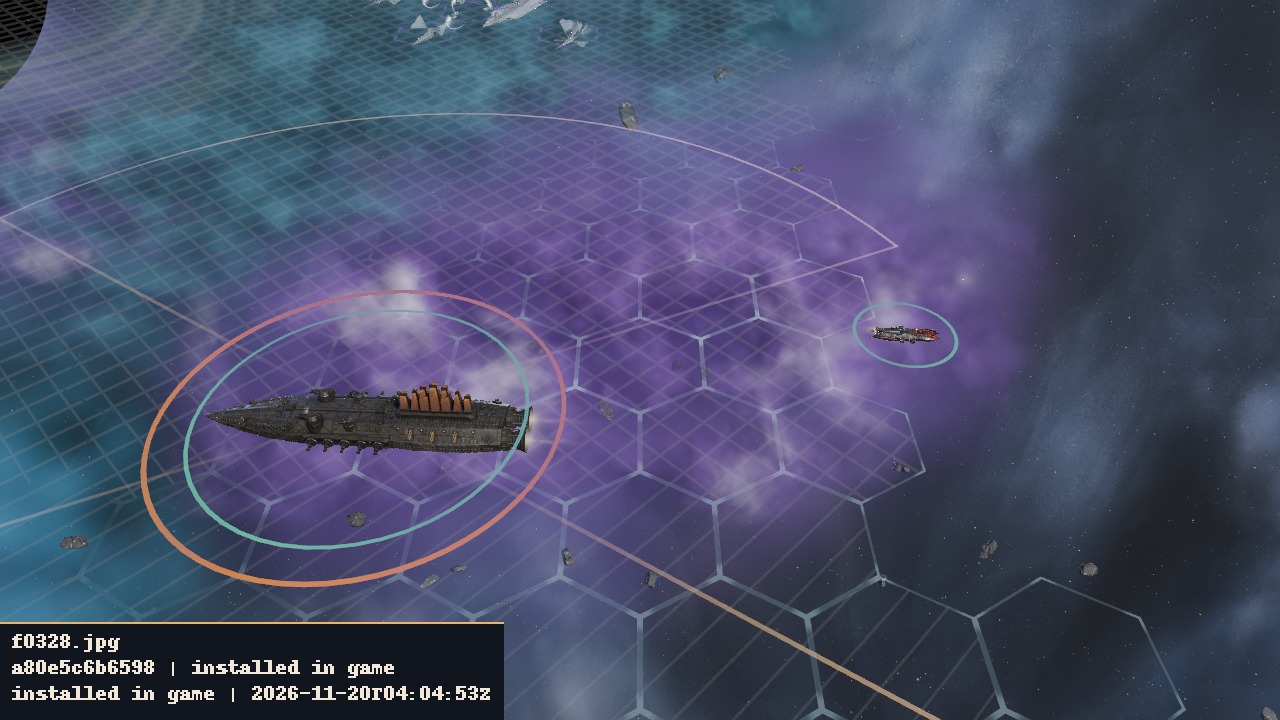 f0328.jpg
a80e5c6b6598 | installed in game
installed in game | 2026-11-20T04:04:53Z